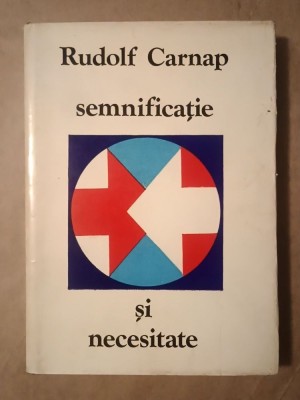 Rudolf Carnap
semnificație
și
necesitate